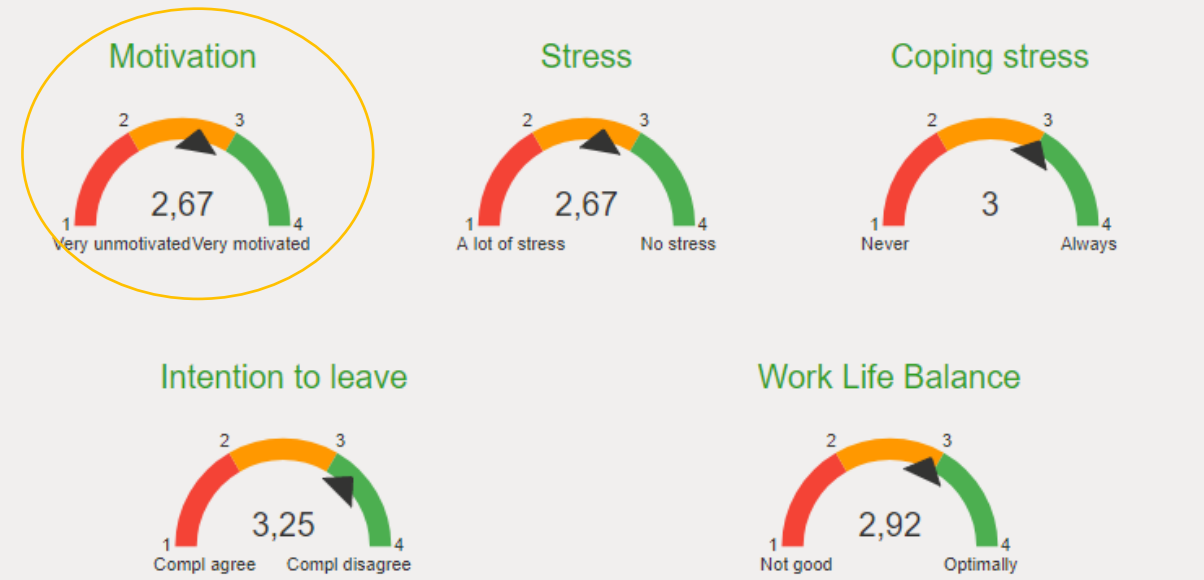 Motivation
2 3
2,67
1 4
Very unmotivated Very motivated
Stress
2 3
2,67
1 4
A lot of stress No stress
Coping stress
2 3
3
1 4
Never Always
Intention to leave
2 3
3,25
1 4
Compl agree Compl disagree
Work Life Balance
2 3
2,92
1 4
Not good Optimally